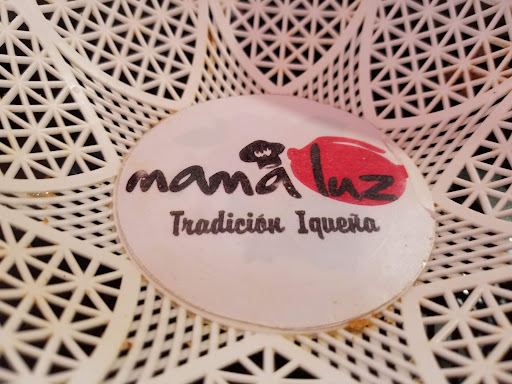 mamá luz
Tradición Iqueña